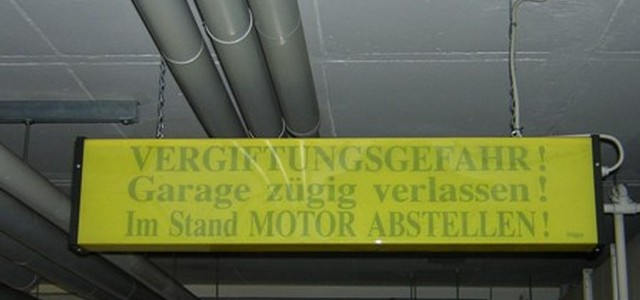 VERGIFTUNGSGEFAHR!
Garage zügig verlassen!
Im Stand MOTOR ABSTELLEN!